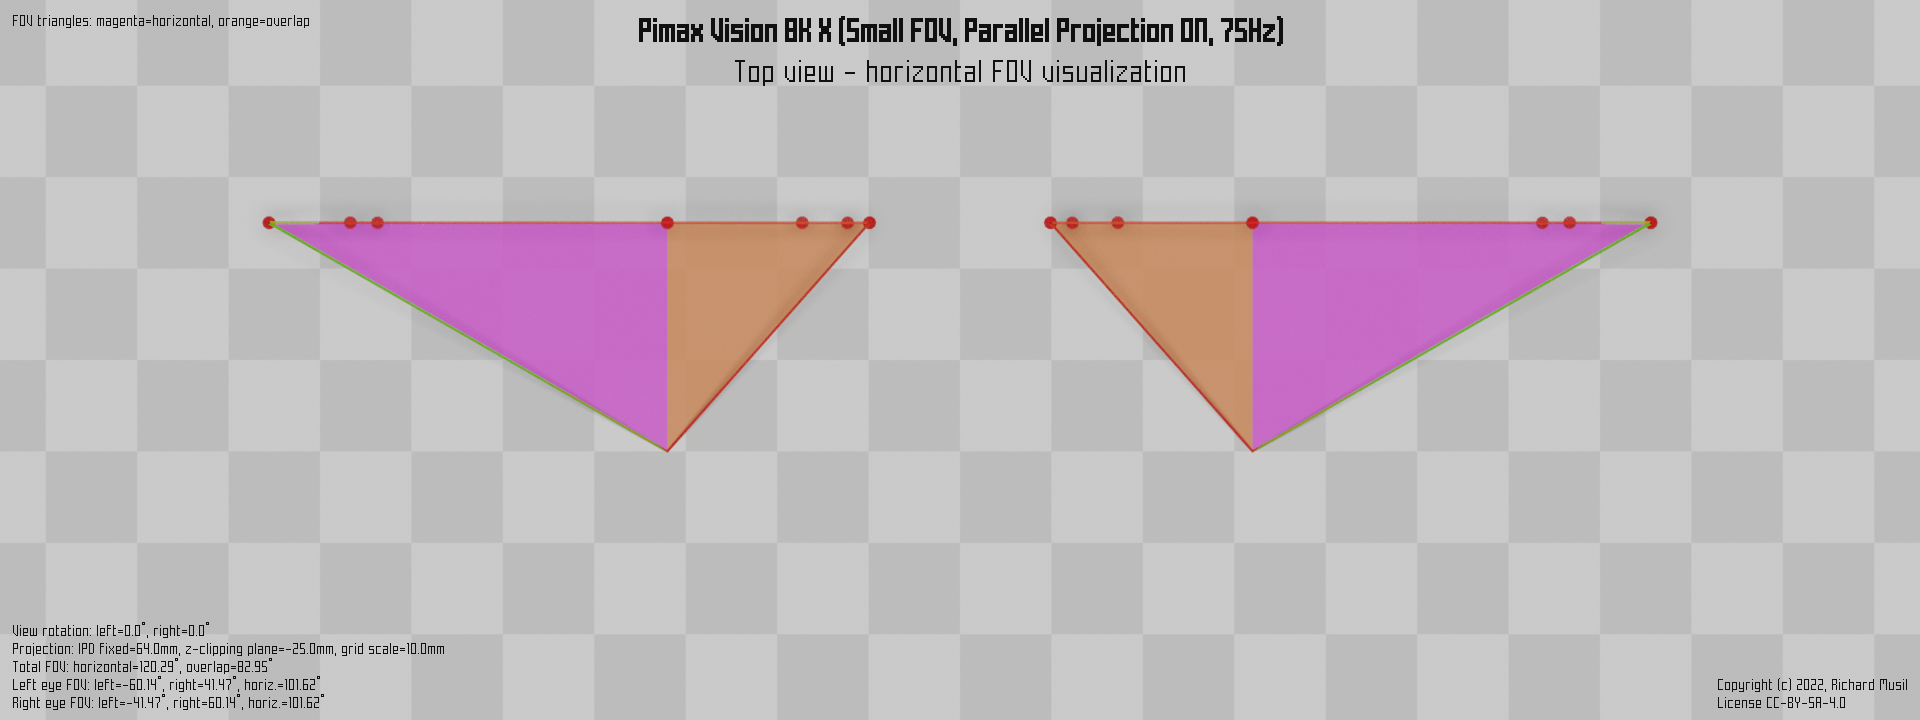 FOV triangles: magenta=horizontal, orange=overlap
Pimax Vision 8K X (Small FOV, Parallel Projection ON, 75Hz)
Top view - horizontal FOV visualization
View rotation: left=0.0°, right=0.0°
Projection: IPD fixed=64.0mm, z-clipping plane=-25.0mm, grid scale=10.0mm
Total FOV: horizontal=120.29°, overlap=82.95°
Left eye FOV: left=-60.14°, right=41.47°, horiz.=101.62°
Right eye FOV: left=-41.47°, right=60.14°, horiz.=101.62°
Copyright (c) 2022, Richard Musil
License CC-BY-SA-4.0